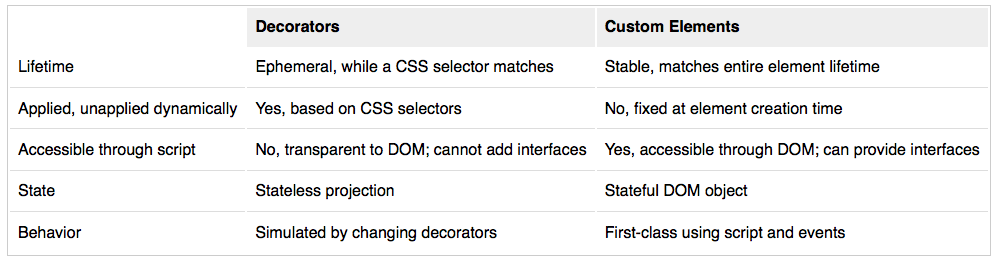 Decorators Custom Elements
Lifetime Ephemeral, while a CSS selector matches Stable, matches entire element lifetime
Applied, unapplied dynamically Yes, based on CSS selectors No, fixed at element creation time
Accessible through script No, transparent to DOM; cannot add interfaces Yes, accessible through DOM; can provide interfaces
State Stateless projection Stateful DOM object
Behavior Simulated by changing decorators First-class using script and events